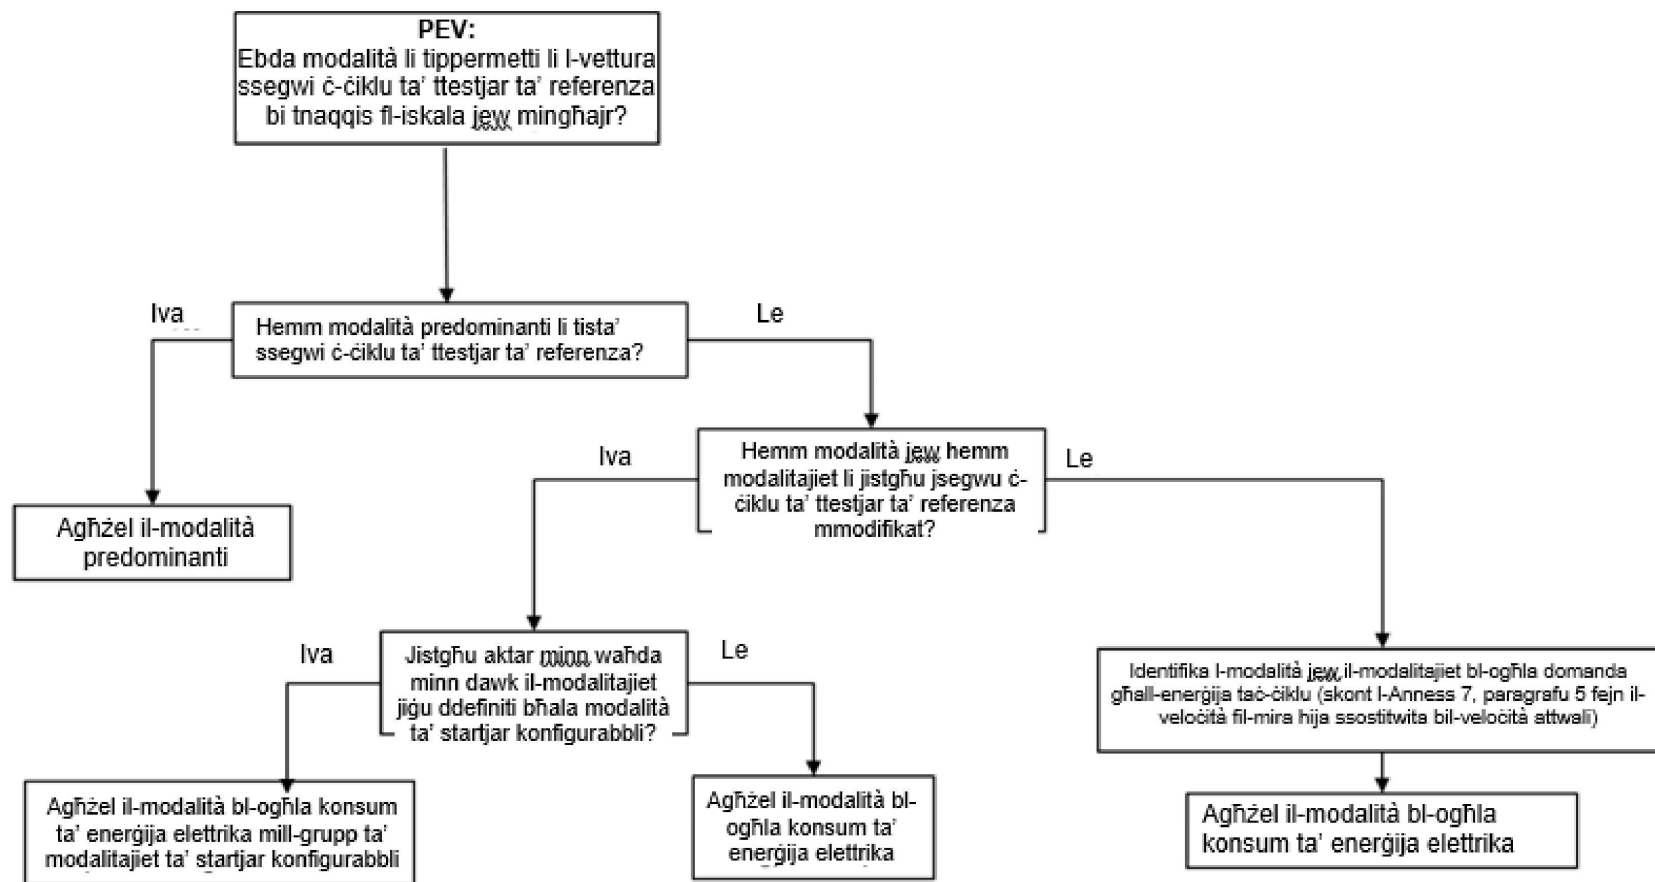 PEV:
Ebda modalità li tippermetti li l-vettura
ssegwi ċ-ċiklu ta’ ttestjar ta’ referenza
bi tnaqqis fl-iskala jew mingħajr?
Iva
Le
Hemm modalità predominanti li tista’
ssegwi ċ-ċiklu ta’ ttestjar ta’ referenza?
Iva
Le
Hemm modalità jew hemm
modalitajiet li jistgħu jsegwu ċ-
ċiklu ta’ ttestjar ta’ referenza
mmodifikat?
Agħżel il-modalità
predominanti
Iva
Le
Jistgħu aktar minn waħda
minn dawk il-modalitajiet
jiġu ddefiniti bħala modalità
ta’ startjar konfigurabbli?
Identifika l-modalità jew il-modalitajiet bl-ogħla domanda
għall-enerġija taċ-ċiklu (skont l-Anness 7, paragrafu 5 fejn il-
veloċità fil-mira hija ssostitwita bil-veloċità attwali)
Agħżel il-modalità bl-ogħla konsum
ta’ enerġija elettrika mill-grupp ta’
modalitajiet ta’ startjar konfigurabbli
Agħżel il-modalità bl-
ogħla konsum ta’
enerġija elettrika
Agħżel il-modalità bl-ogħla
konsum ta’ enerġija elettrika